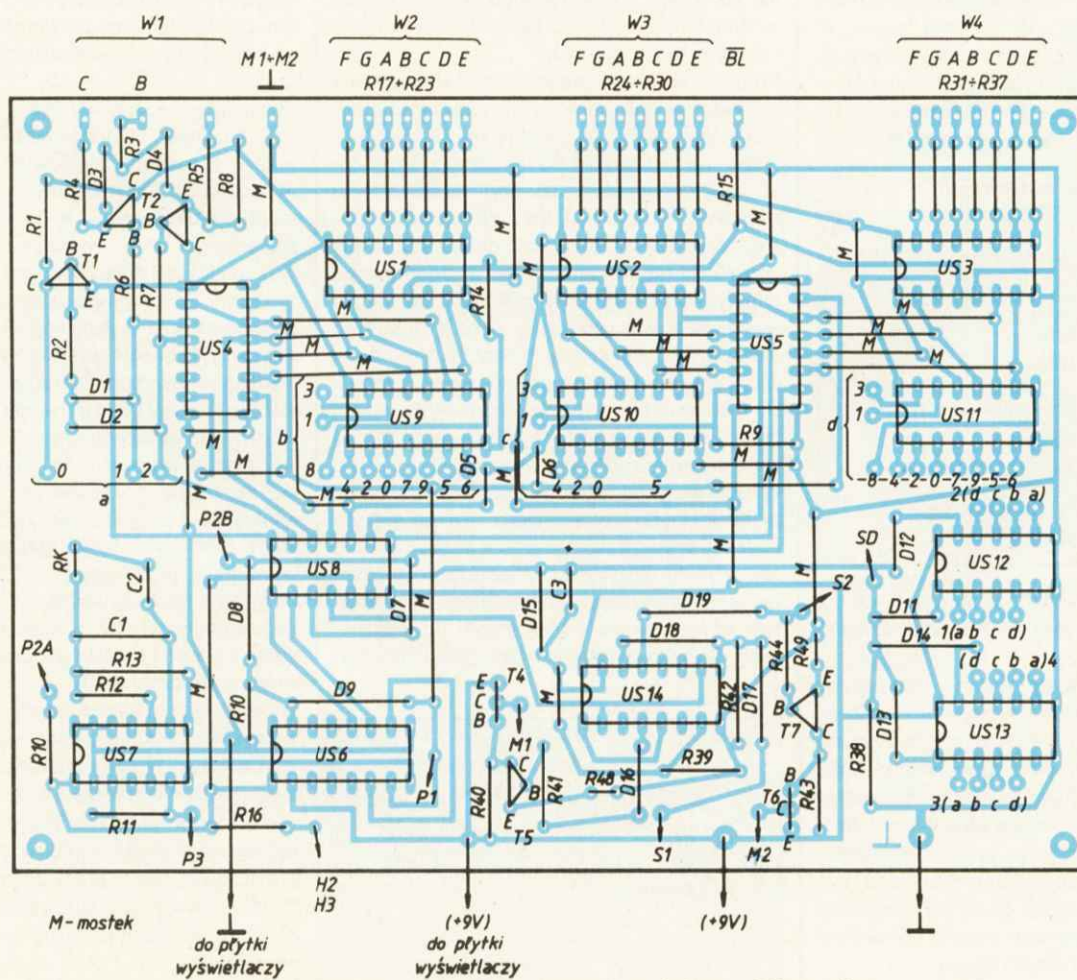 W1 W2 W3 W4
C B M1÷M2 F G A B C D E F G A B C D E BL F G A B C D E
R17÷R23 R24÷R30 R31÷R37
R4 D3 R3 D4 R5 R8 M R15
C T2 E
R1 B M M
E B C
B T1 R6 R7 US1 US2 US3
C E R14 M M
US4 M M US5 M
R2 M M M
M M M
D1 3 3 3
D2 b 1 US9 c 1 US10 d 1 US11
M R9
0 1 2 M 8 D5 D6 M
a M 4 2 0 7 9 5 6 M 4 2 0 5 M -8-4-2-0-7-9-5-6
M 2(d c b a)
P2B SD D12
RK C2 US8 M M US12
D8 D7 M D15 C3 S2
D19 D11
C1 D18 R44 R49 D14 1(a b c d)
P2A R13 (d c b a)4
R12 M R10 D9 E T4 M US14 R42 D17 E
C B T7 D13
R10 US7 US6 B M1 C R38 US13
P1 C R39 B
R40 B R41 R48 D16 T6 C R43 3(a b c d)
R11 R16 E T5 E
P3 H2 S1 M2
H3
M-mostek (+9V) (+9V)
do płytki do płytki
wyświetlaczy wyświetlaczy